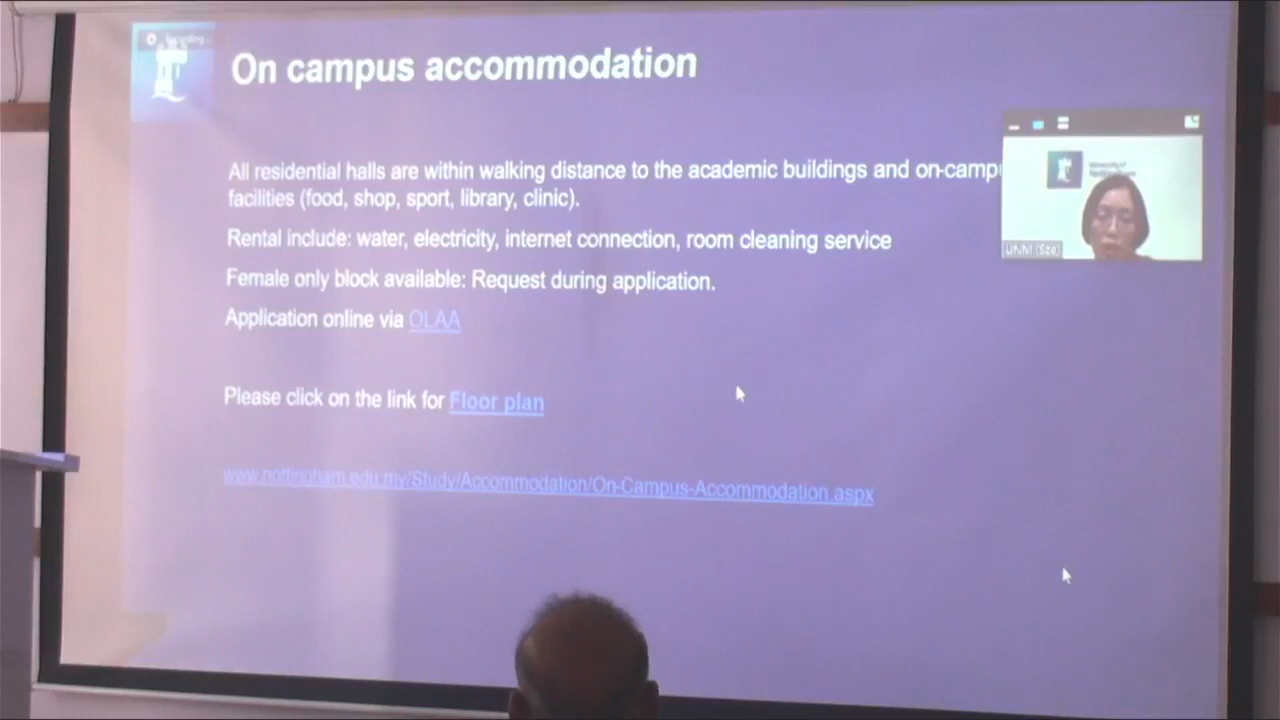 On campus accommodation
All residential halls are within walking distance to the academic buildings and on-campu
facilities (food, shop, sport, library, clinic).
Rental include: water, electricity, internet connection, room cleaning service
Female only block available: Request during application.
Application online via OLAA
Please click on the link for Floor plan
www.nottingham.edu.my/Study/Accommodation/On-Campus-Accommodation.aspx
University of
UNM (Sze)